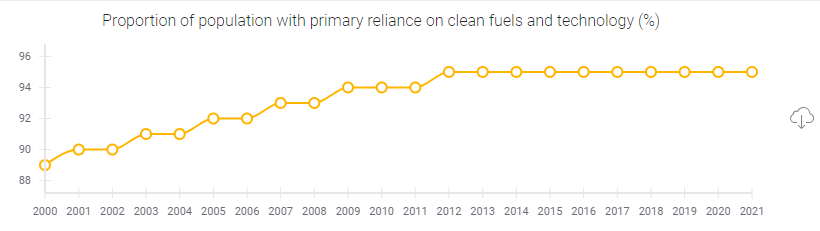 Proportion of population with primary reliance on clean fuels and technology (%)
96
94
92
90
88
2000 2001 2002 2003 2004 2005 2006 2007 2008 2009 2010 2011 2012 2013 2014 2015 2016 2017 2018 2019 2020 2021